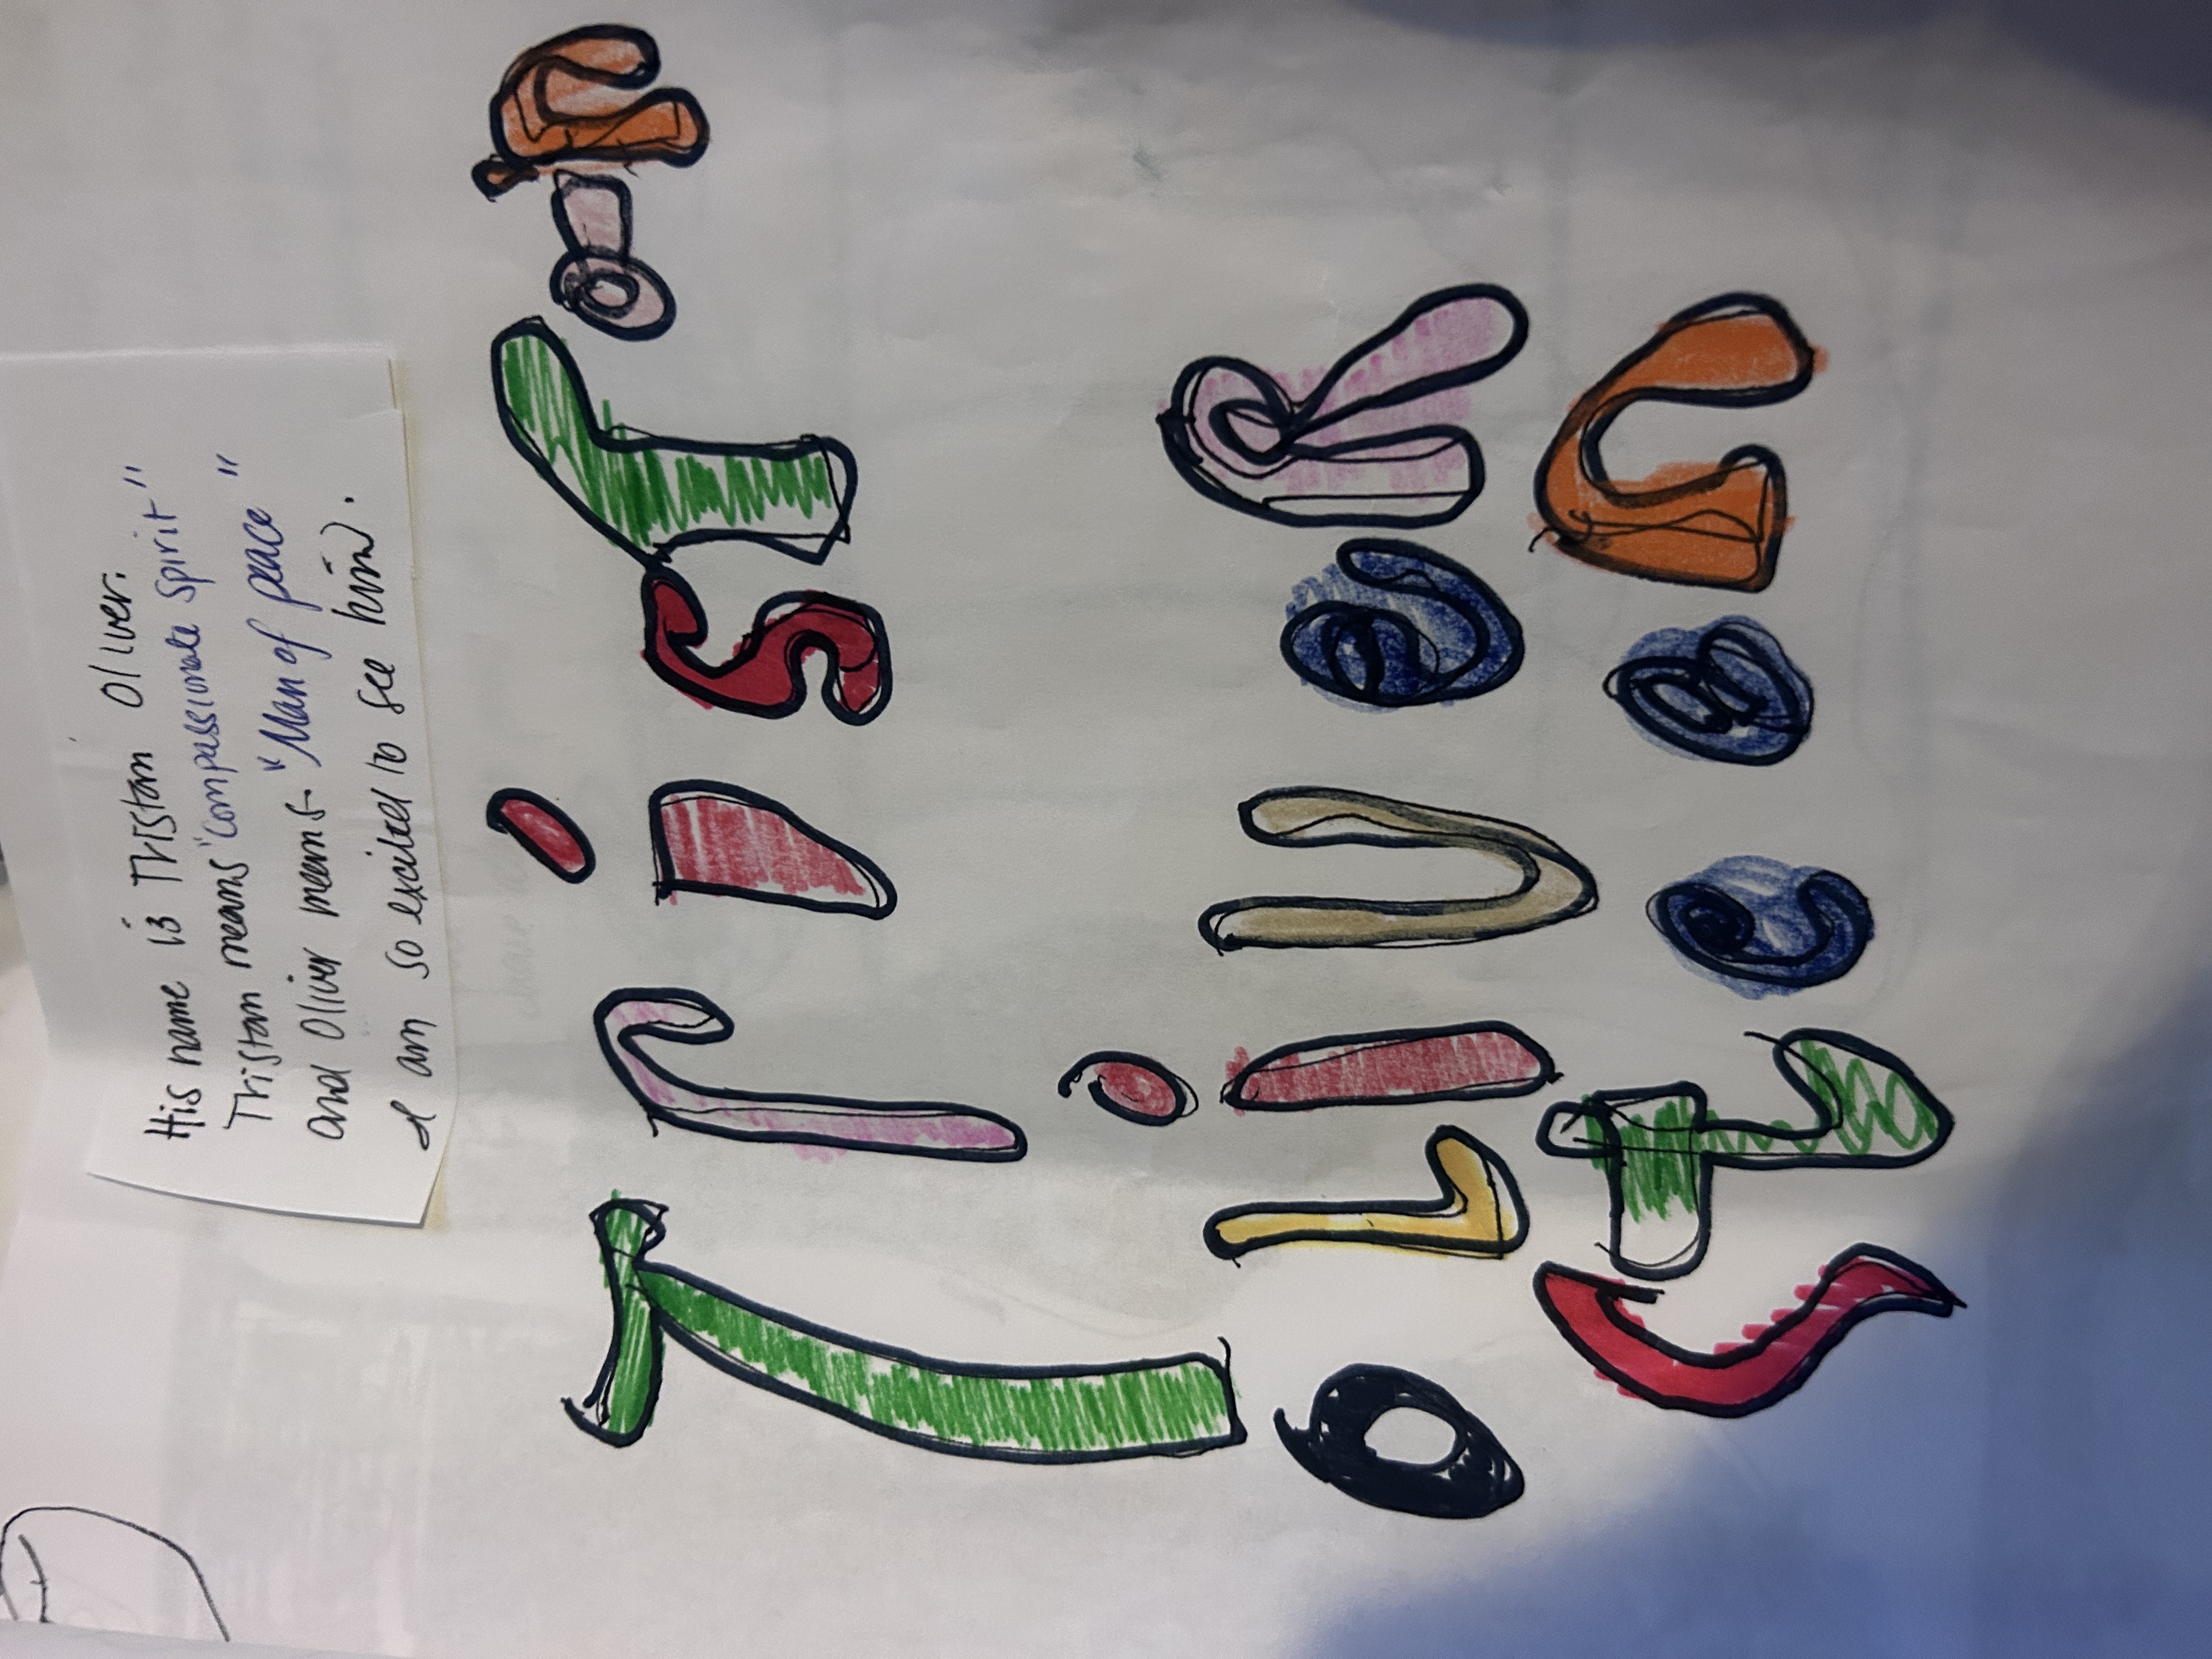 His name is Tristan Oliver.
Tristan means "Compassionate Spirit"
and Oliver means "Man of peace"
I am so excited to see him.
Tristan
OLiveR
Steen